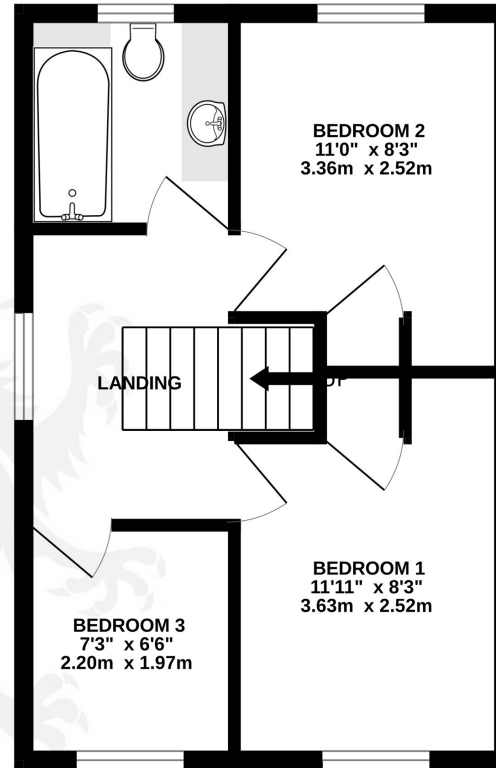 BEDROOM 2
11'0" x 8'3"
3.36m x 2.52m
LANDING
UP
BEDROOM 1
11'11" x 8'3"
3.63m x 2.52m
BEDROOM 3
7'3" x 6'6"
2.20m x 1.97m